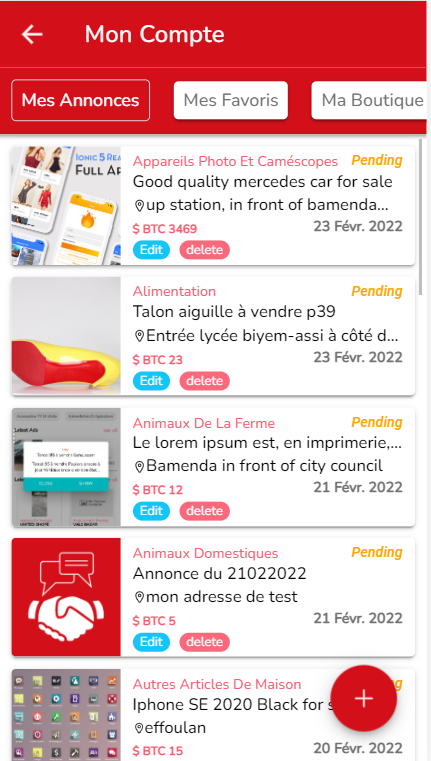 Mon Compte
Mes Annonces
Mes Favoris
Ma Boutique
IONIC 5 REA
FULL AP
Appareils Photo Et Caméscopes
Pending
Good quality mercedes car for sale
up station, in front of bamenda...
$ BTC 3469
23 Févr. 2022
Edit
delete
Alimentation
Pending
Talon aiguille à vendre p39
Entrée lycée biyem-assi à côté d...
$ BTC 23
23 Févr. 2022
Edit
delete
Latest Ads
Animaux De La Ferme
Pending
Le lorem ipsum est, en imprimerie,...
Bamenda in front of city council
$ BTC 12
21 Févr. 2022
Edit
delete
Animaux Domestiques
Pending
Annonce du 21022022
mon adresse de test
$ BTC 5
21 Févr. 2022
Edit
delete
Autres Articles De Maison
Iphone SE 2020 Black for s
effoulan
$ BTC 15
20 Févr. 2022